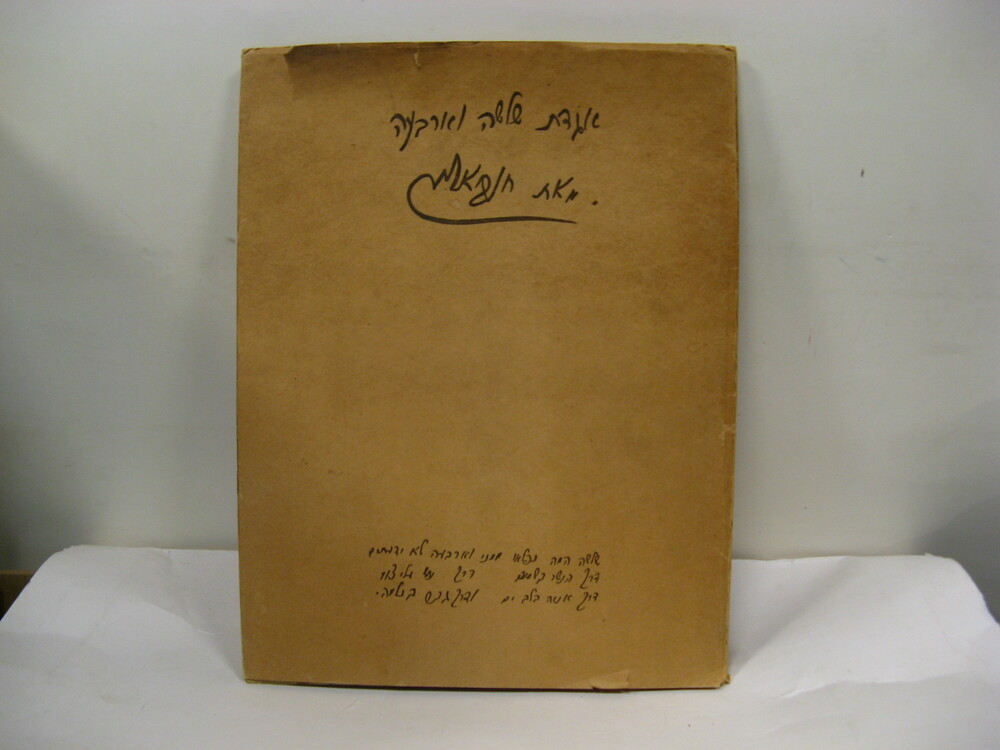 אגדת שלשה וארבעה
מאת חנ נ ביאליק.
שלשה המה נפלאו ממני וארבעה לא ידעתים
דרך הנשר בשמים דרך נחש עלי צור
דרך אניה בלב ים ודרך גבר בעלמה.